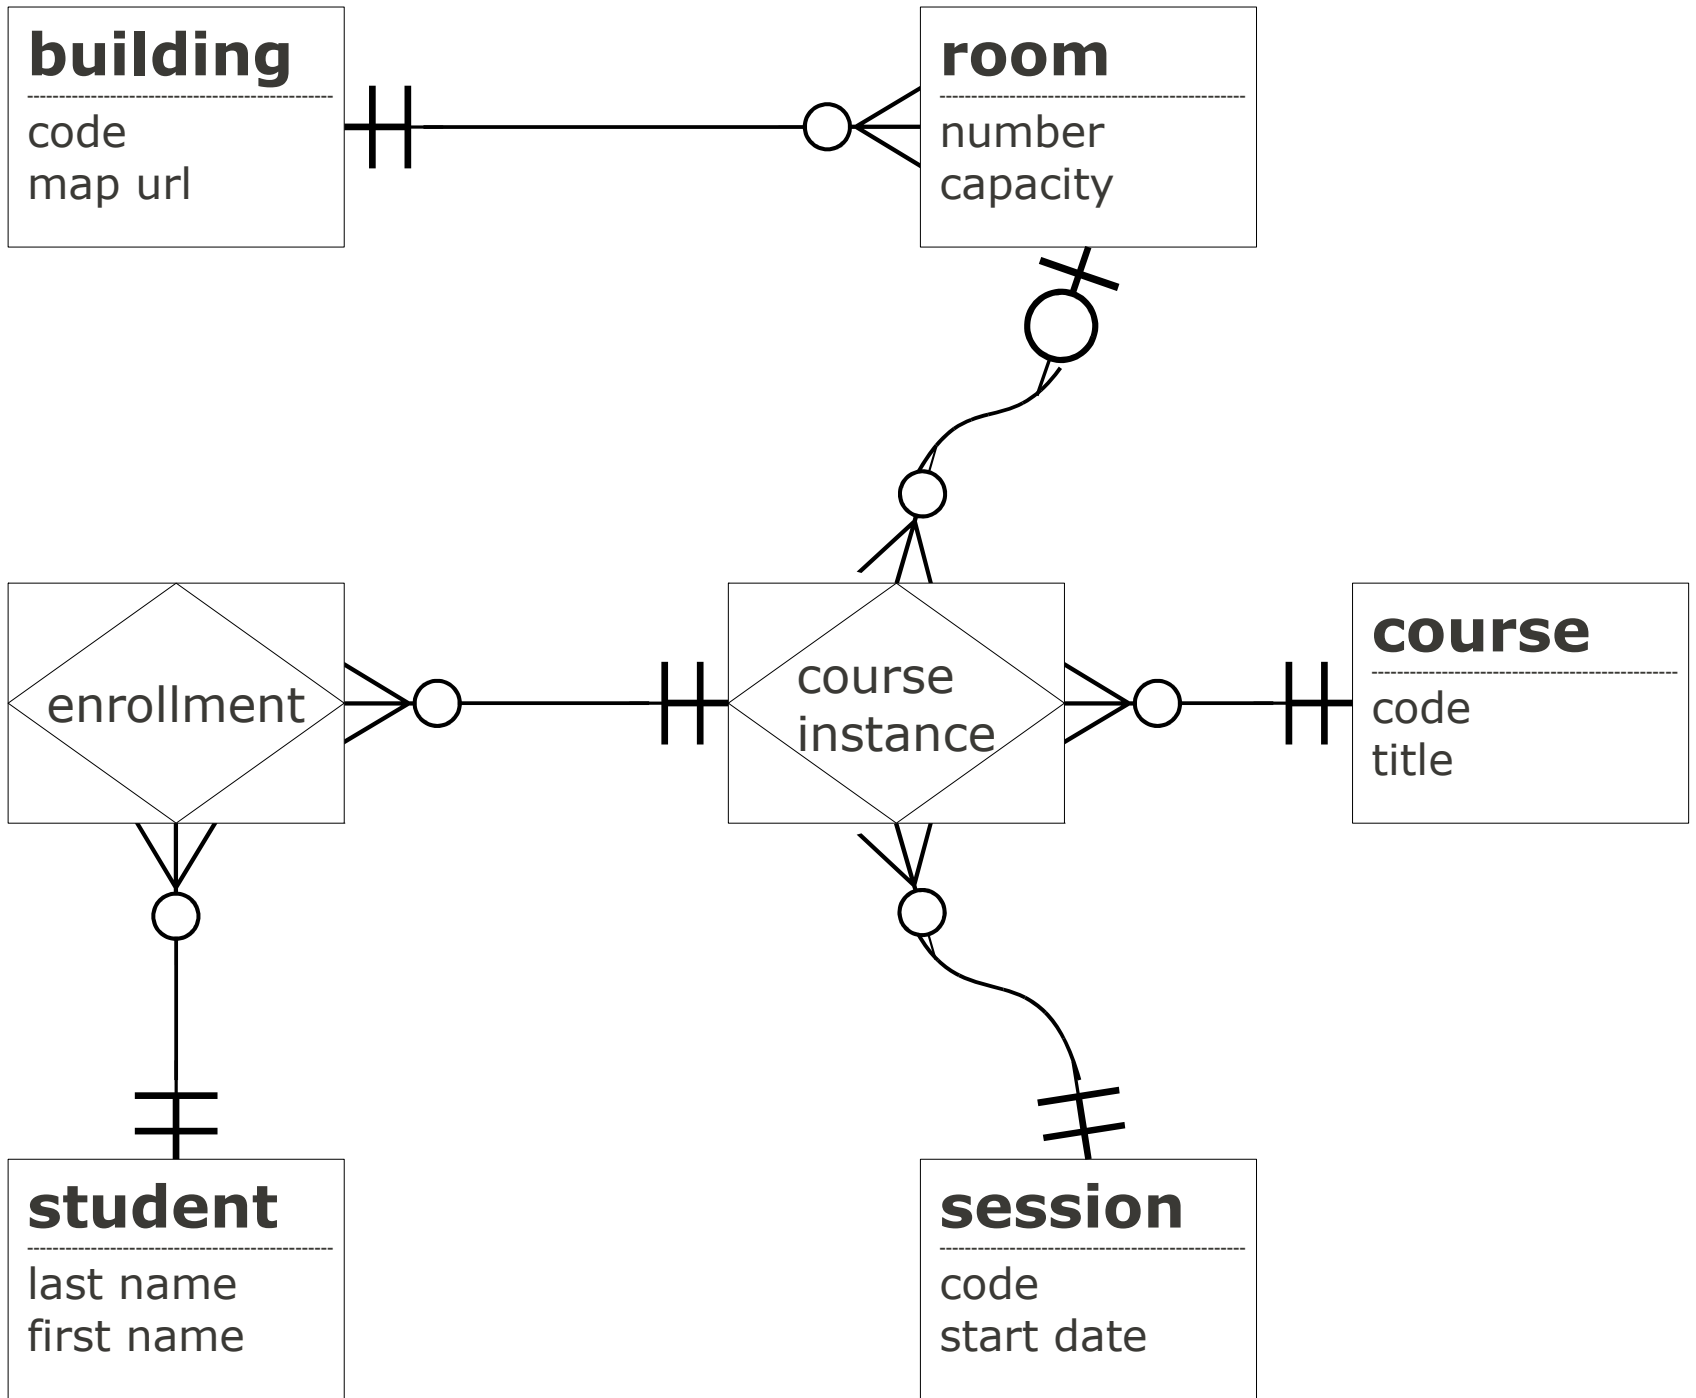 building
code
map url
room
number
capacity
enrollment
course
instance
course
code
title
student
last name
first name
session
code
start date